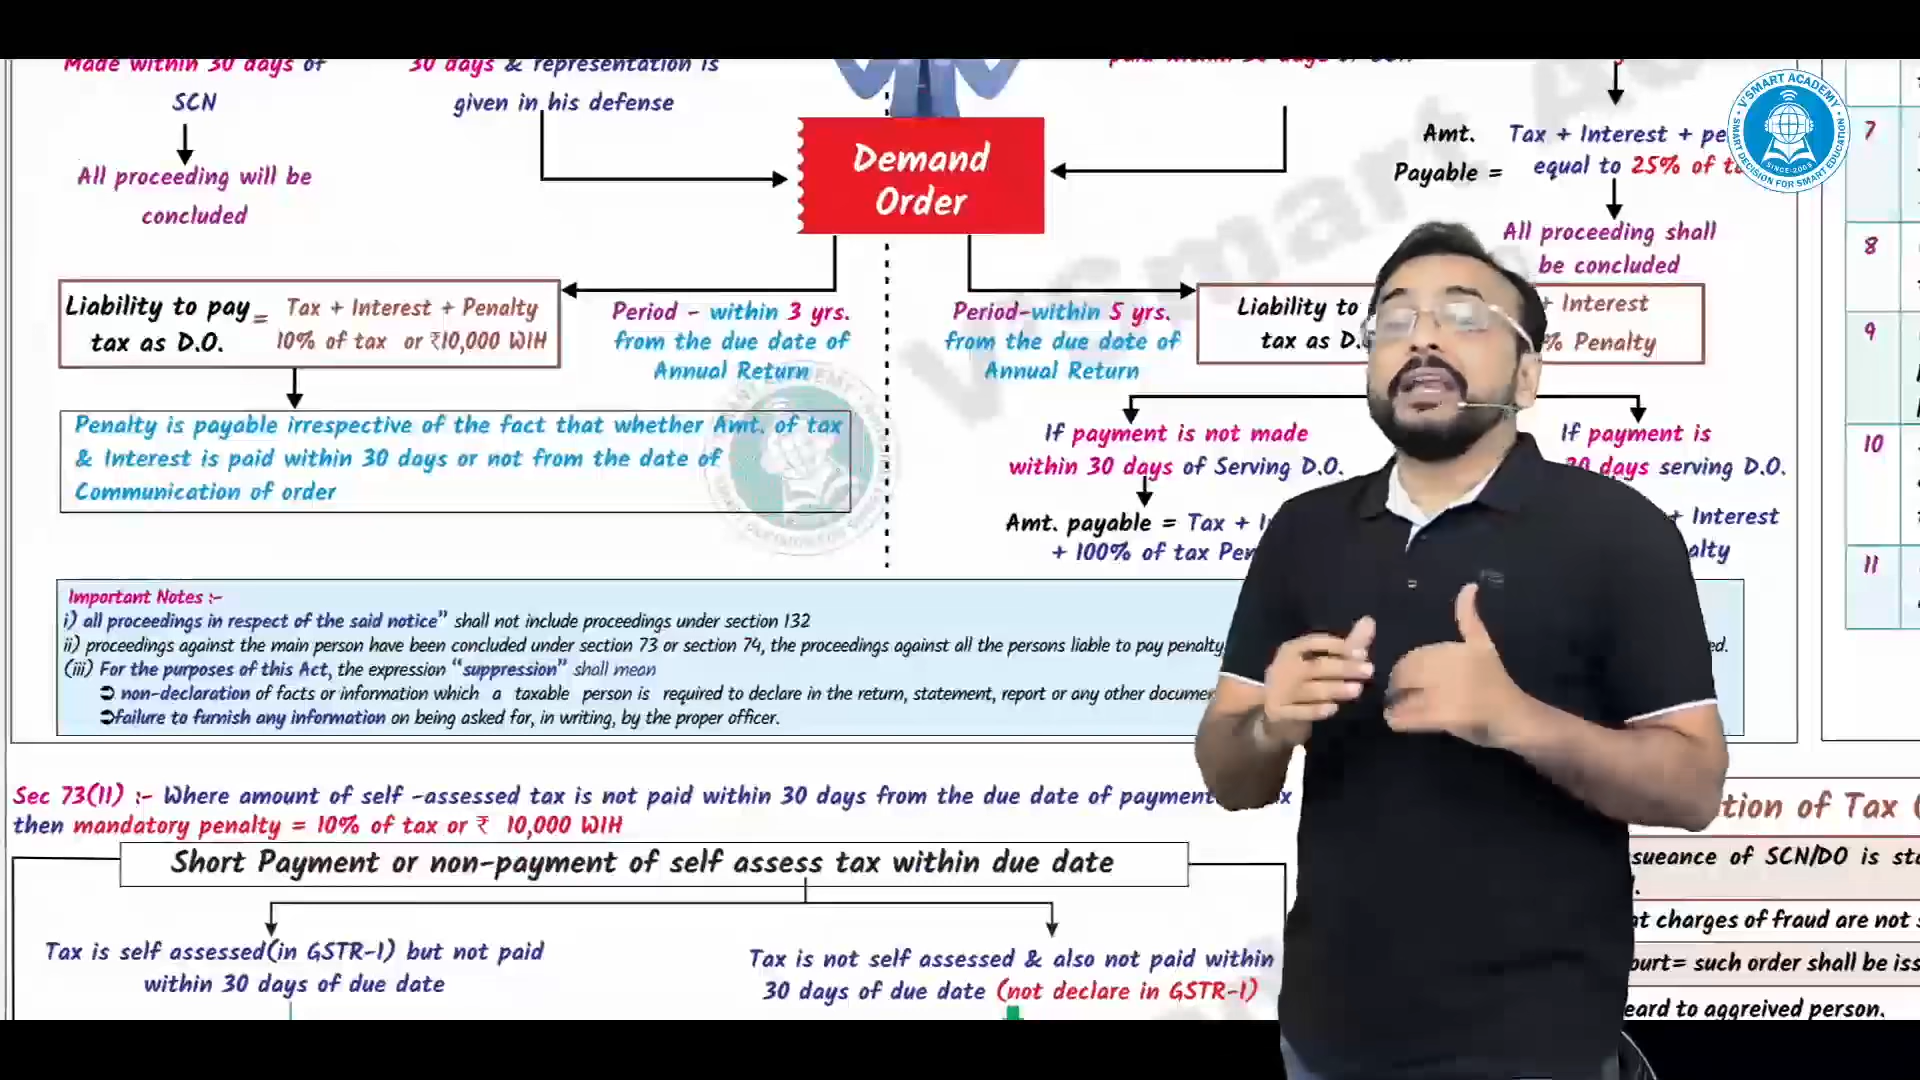 Made within 30 days of
SCN
All proceeding will be
concluded
30 days & representation is
given in his defense
Demand
Order
Amt.
Payable =
Tax + Interest +
equal to 25% of
All proceeding shall
be concluded
V'SMART ACADEMY
SINCE-2005
SMART DECISION FOR SMART EDUCATION
Liability to pay
tax as D.O.
=
Tax + Interest + Penalty
10% of tax or ₹10,000 WIH
Period - within 3 yrs.
from the due date of
Annual Return
Period-within 5 yrs.
from the due date of
Annual Return
Liability to
tax as
+ Interest
% Penalty
Penalty is payable irrespective of the fact that whether Amt. of tax
& Interest is paid within 30 days or not from the date of
Communication of order
If payment is not made
within 30 days of Serving D.O.
Amt. payable = Tax +
+ 100% of tax
If payment is
30 days serving D.O.
+ Interest
Important Notes :-
i) all proceedings in respect of the said notice" shall not include proceedings under section 132
ii) proceedings against the main person have been concluded under section 73 or section 74, the proceedings against all the persons liable to pay penalty
(iii) For the purposes of this Act, the expression "suppression" shall mean
➲ non-declaration of facts or information which a taxable person is required to declare in the return, statement, report or any other
➲failure to furnish any information on being asked for, in writing, by the proper officer.
Sec 73(11) :- Where amount of self -assessed tax is not paid within 30 days from the due date of payment
then mandatory penalty = 10% of tax or ₹ 10,000 WIH
Short Payment or non-payment of self assess tax within due date
Tax is self assessed(in GSTR-1) but not paid
within 30 days of due date
Tax is not self assessed & also not paid within
30 days of due date (not declare in GSTR-1)
7
8
9
10
11
of Tax
of SCN/DO is
charges of fraud are not
such order shall be
to aggreived person.